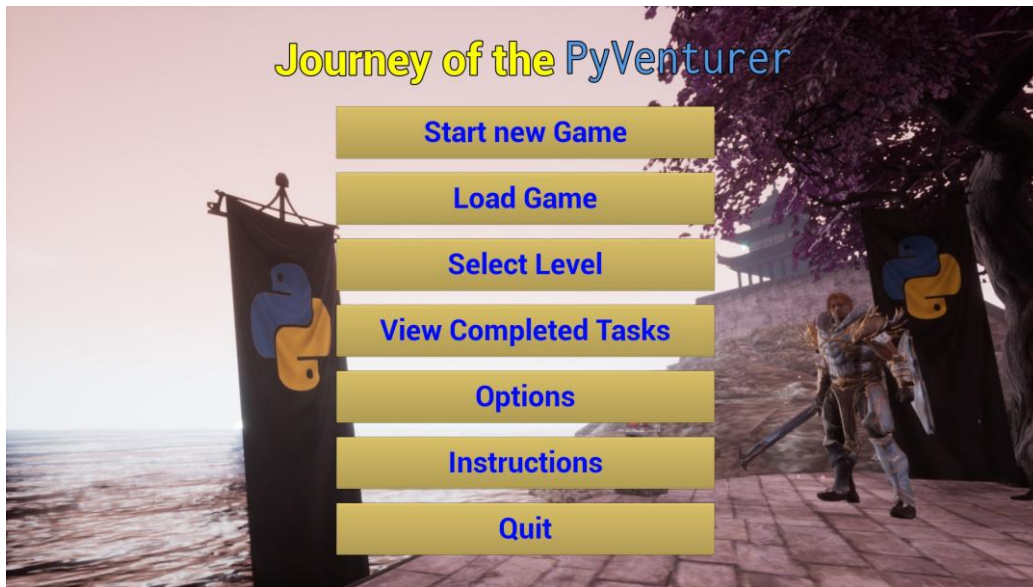 Journey of the PyVenturer
Start new Game
Load Game
Select Level
View Completed Tasks
Options
Instructions
Quit